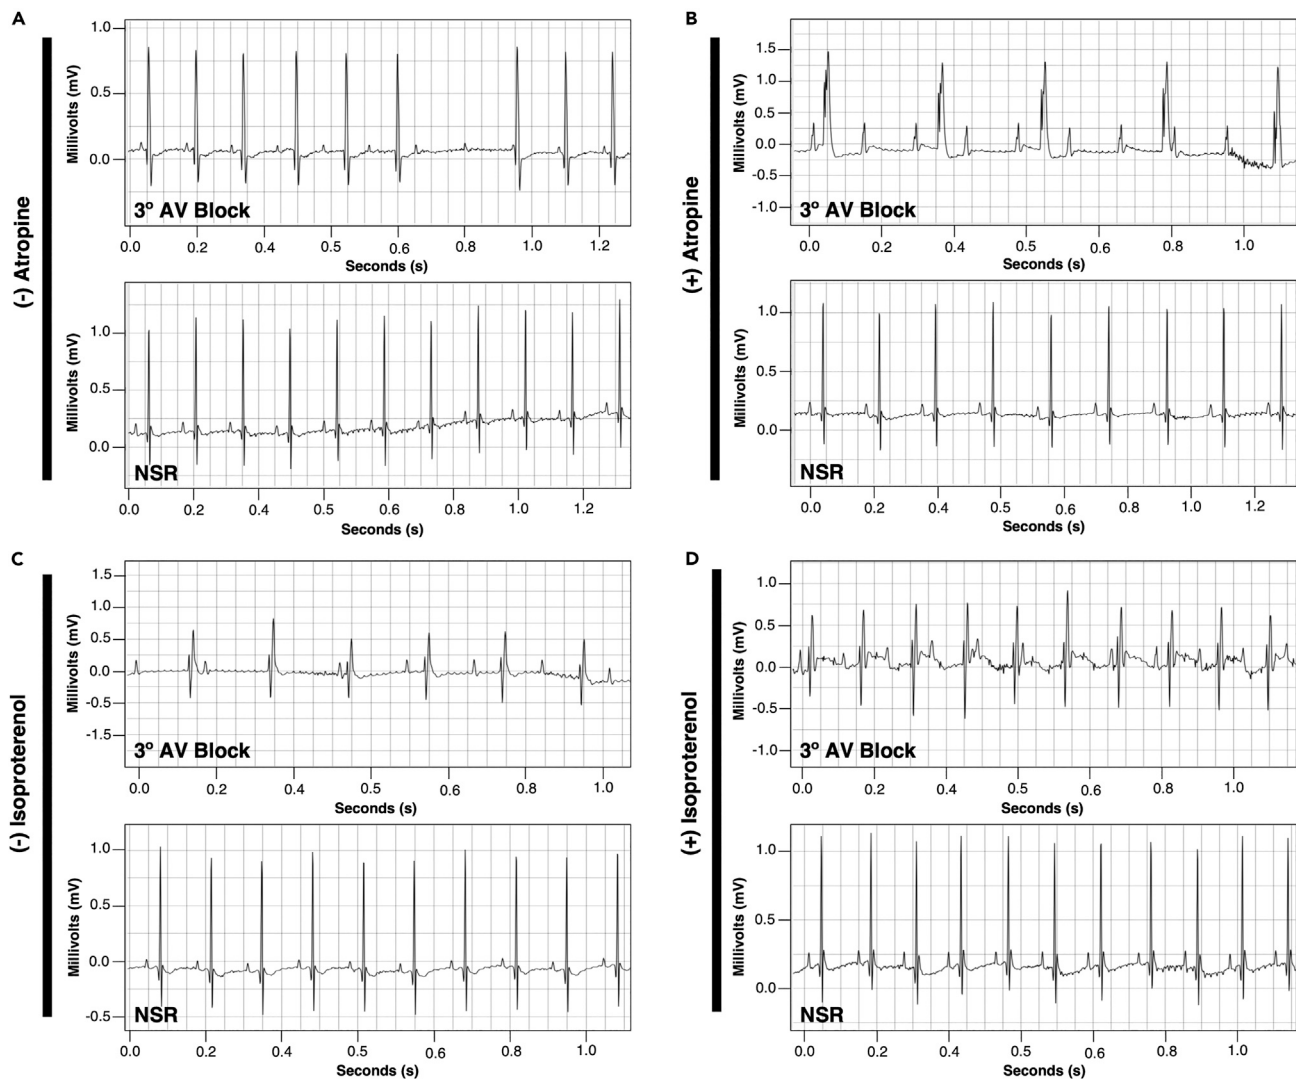 A
(-) Atropine
Millivolts (mV)
1.0
0.5
0.0
3º AV Block
0.0 0.2 0.4 0.5 0.6 0.8 1.0 1.2
Seconds (s)
Millivolts (mV)
1.0
0.5
0.0
NSR
0.0 0.2 0.4 0.6 0.8 1.0 1.2
Seconds (s)
B
(+) Atropine
Millivolts (mV)
1.5
1.0
0.5
0.0
-0.5
-1.0
3º AV Block
0.0 0.2 0.4 0.5 0.6 0.8 1.0
Seconds (s)
Millivolts (mV)
1.0
0.5
0.0
NSR
0.0 0.2 0.4 0.6 0.8 1.0 1.2
Seconds (s)
C
(-) Isoproterenol
Millivolts (mV)
1.5
1.0
0.5
0.0
-0.5
-1.5
3º AV Block
0.0 0.2 0.4 0.5 0.6 0.8 1.0
Seconds (s)
Millivolts (mV)
1.0
0.5
0.0
-0.5
NSR
0.0 0.2 0.4 0.6 0.8 1.0
Seconds (s)
D
(+) Isoproterenol
Millivolts (mV)
1.0
0.5
0.0
-0.5
-1.0
3º AV Block
0.0 0.2 0.4 0.5 0.6 0.8 1.0
Seconds (s)
Millivolts (mV)
1.0
0.5
0.0
NSR
0.0 0.2 0.4 0.6 0.8 1.0
Seconds (s)